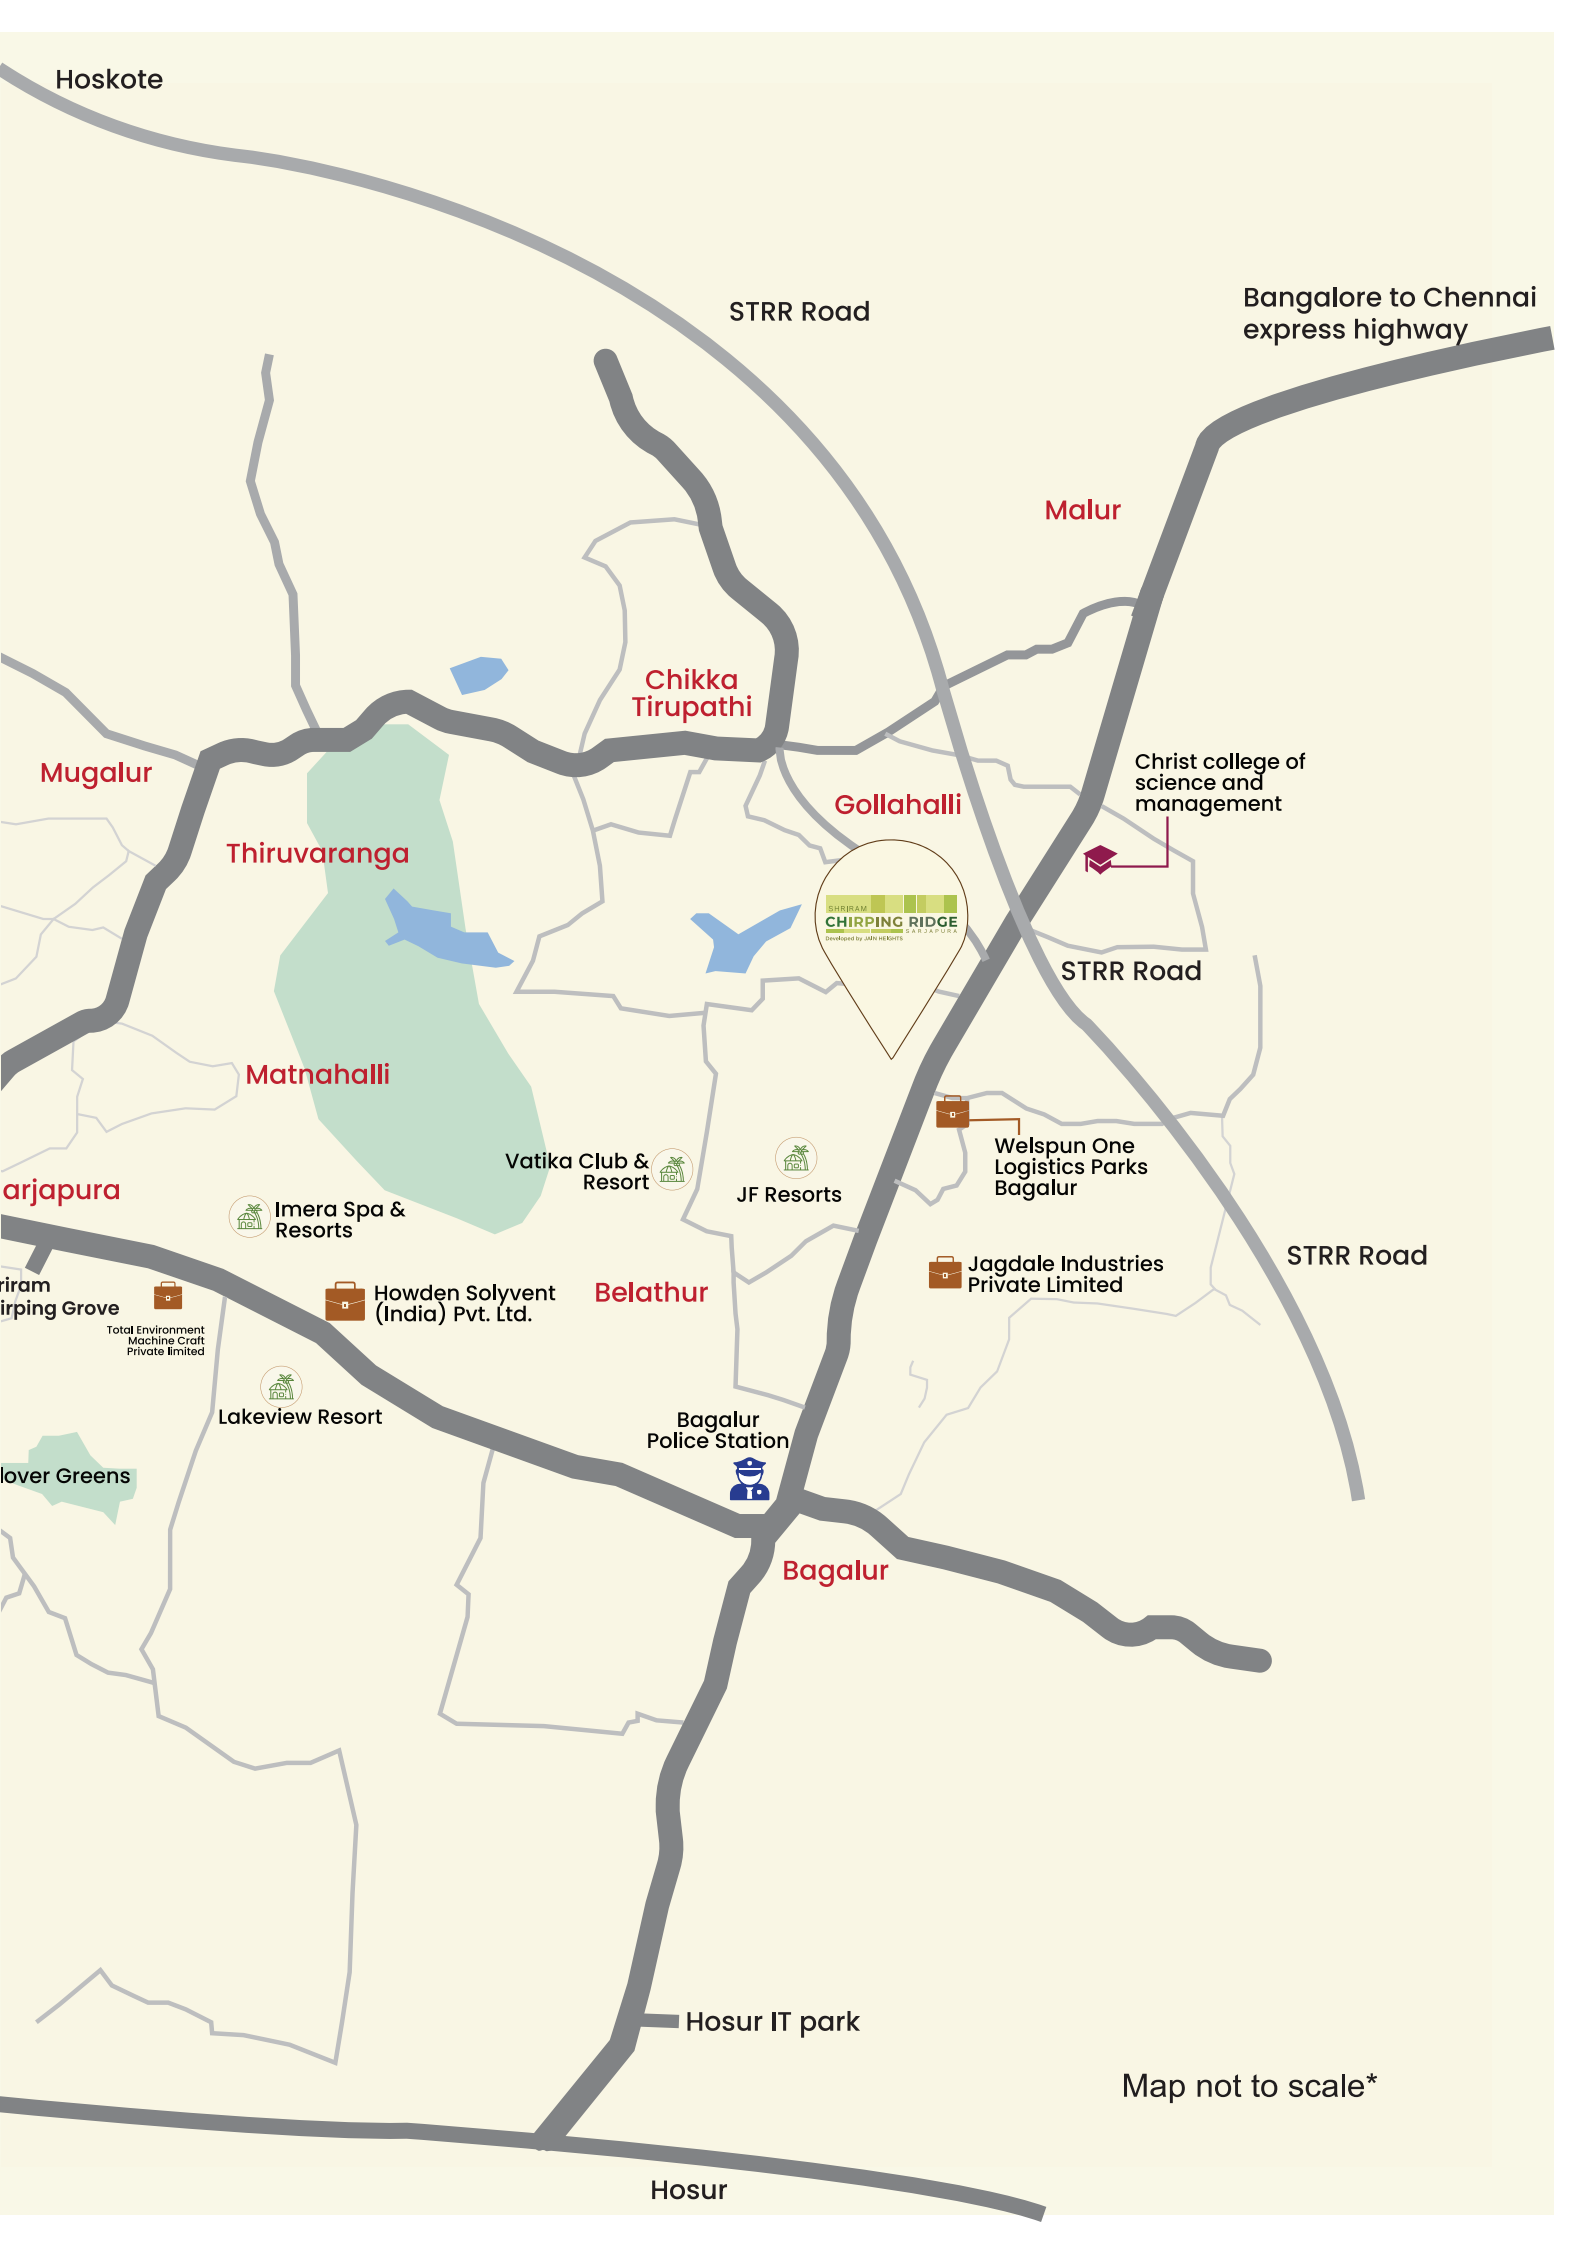 Hoskote
STRR Road
Bangalore to Chennai
express highway
Malur
Chikka
Tirupathi
Mugalur
Christ college of
science and
management
Gollahalli
Thiruvaranga
SHRIRAM
CHIRPING RIDGE
SARJAPURA
Developed by JAIN HEIGHTS
STRR Road
Matnahalli
Welspun One
Logistics Parks
Bagalur
Vatika Club &
Resort
JF Resorts
arjapura
Imera Spa &
Resorts
STRR Road
Jagdale Industries
Private Limited
riram
irping Grove
Howden Solyvent
(India) Pvt. Ltd.
Belathur
Total Environment
Machine Craft
Private limited
Lakeview Resort
Bagalur
Police Station
lover Greens
Bagalur
Hosur IT park
Map not to scale*
Hosur